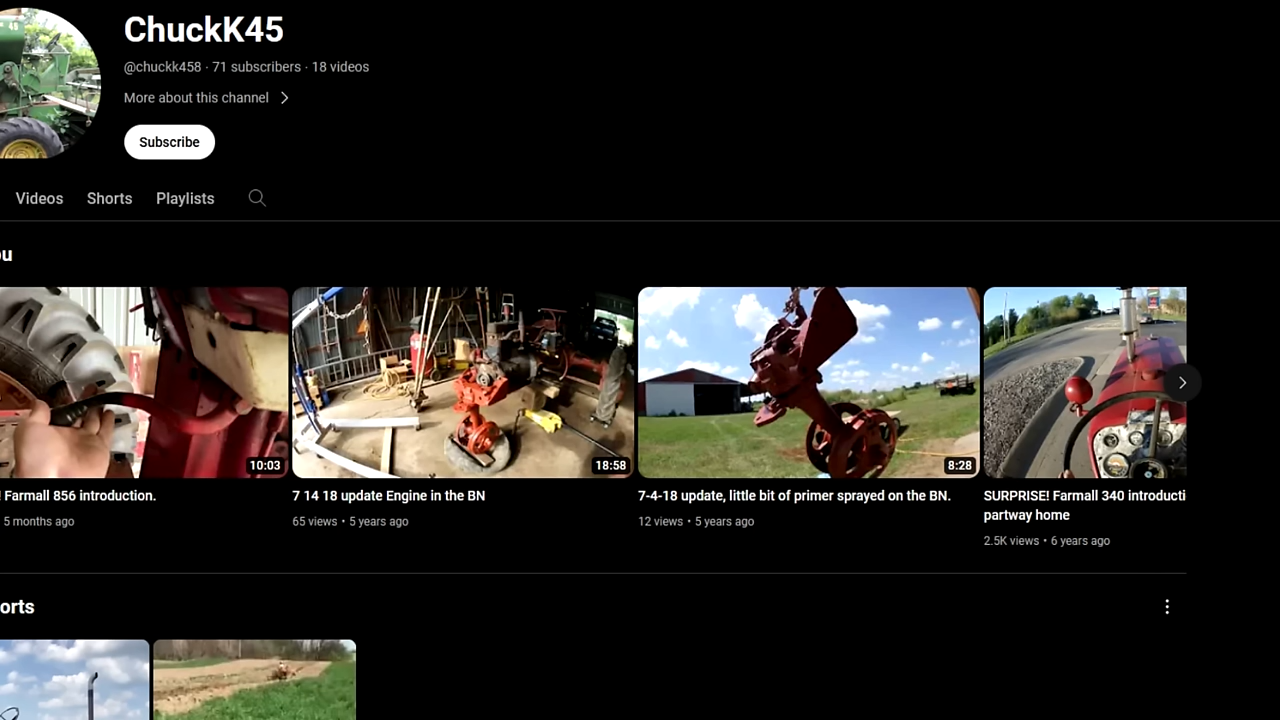 ChuckK45
@chuckk458 · 71 subscribers · 18 videos
More about this channel
Subscribe
Videos Shorts Playlists
ou
10:03
18:58
8:28
! Farmall 856 introduction.
5 months ago
7 14 18 update Engine in the BN
65 views • 5 years ago
7-4-18 update, little bit of primer sprayed on the BN.
12 views • 5 years ago
SURPRISE! Farmall 340 introducti
partway home
2.5K views • 6 years ago
orts